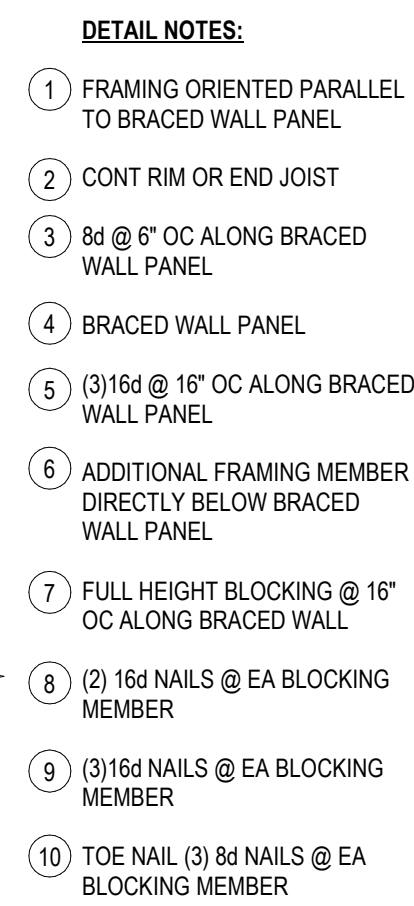 DETAIL NOTES:
1 FRAMING ORIENTED PARALLEL
TO BRACED WALL PANEL
2 CONT RIM OR END JOIST
3 8d @ 6" OC ALONG BRACED
WALL PANEL
4 BRACED WALL PANEL
5 (3)16d @ 16" OC ALONG BRACED
WALL PANEL
6 ADDITIONAL FRAMING MEMBER
DIRECTLY BELOW BRACED
WALL PANEL
7 FULL HEIGHT BLOCKING @ 16"
OC ALONG BRACED WALL
8 (2) 16d NAILS @ EA BLOCKING
MEMBER
9 (3)16d NAILS @ EA BLOCKING
MEMBER
10 TOE NAIL (3) 8d NAILS @ EA
BLOCKING MEMBER